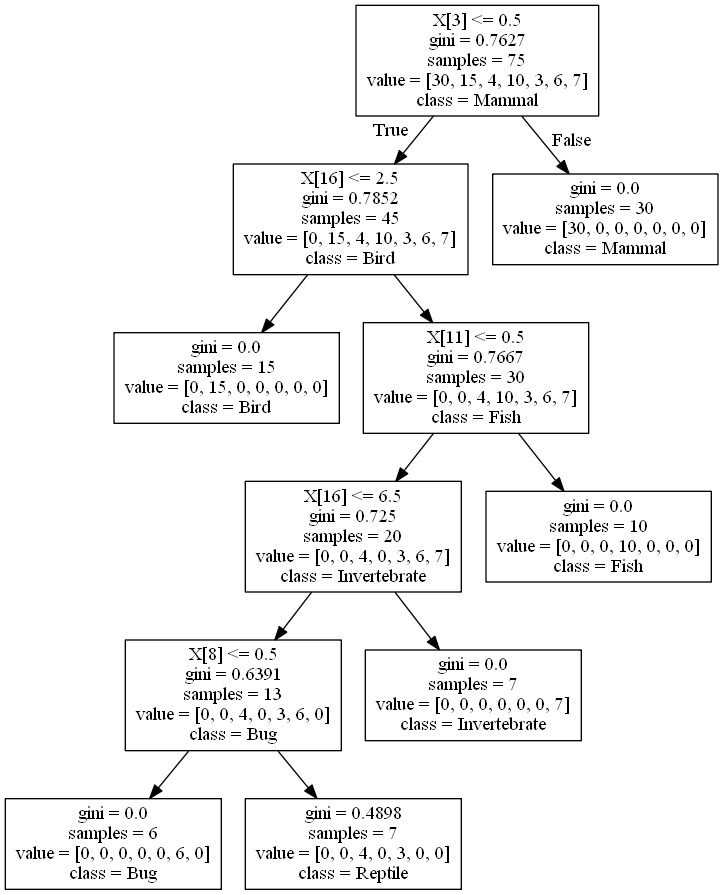 X[3] <= 0.5
gini = 0.7627
samples = 75
value = [30, 15, 4, 10, 3, 6, 7]
class = Mammal
True
False
X[16] <= 2.5
gini = 0.7852
samples = 45
value = [0, 15, 4, 10, 3, 6, 7]
class = Bird
gini = 0.0
samples = 30
value = [30, 0, 0, 0, 0, 0, 0]
class = Mammal
gini = 0.0
samples = 15
value = [0, 15, 0, 0, 0, 0, 0]
class = Bird
X[11] <= 0.5
gini = 0.7667
samples = 30
value = [0, 0, 4, 10, 3, 6, 7]
class = Fish
X[16] <= 6.5
gini = 0.725
samples = 20
value = [0, 0, 4, 0, 3, 6, 7]
class = Invertebrate
gini = 0.0
samples = 10
value = [0, 0, 0, 10, 0, 0, 0]
class = Fish
X[8] <= 0.5
gini = 0.6391
samples = 13
value = [0, 0, 4, 0, 3, 6, 0]
class = Bug
gini = 0.0
samples = 7
value = [0, 0, 0, 0, 0, 0, 7]
class = Invertebrate
gini = 0.0
samples = 6
value = [0, 0, 0, 0, 0, 6, 0]
class = Bug
gini = 0.4898
samples = 7
value = [0, 0, 4, 0, 3, 0, 0]
class = Reptile